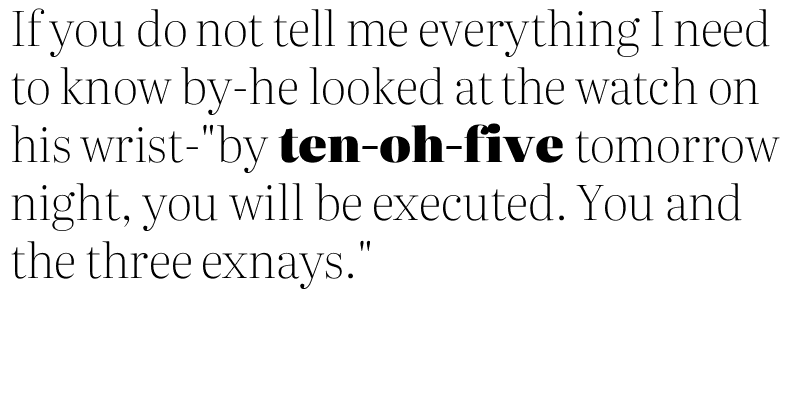 If you do not tell me everything I need
to know by-he looked at the watch on
his wrist-"by ten-oh-five tomorrow
night, you will be executed. You and
the three exnays."